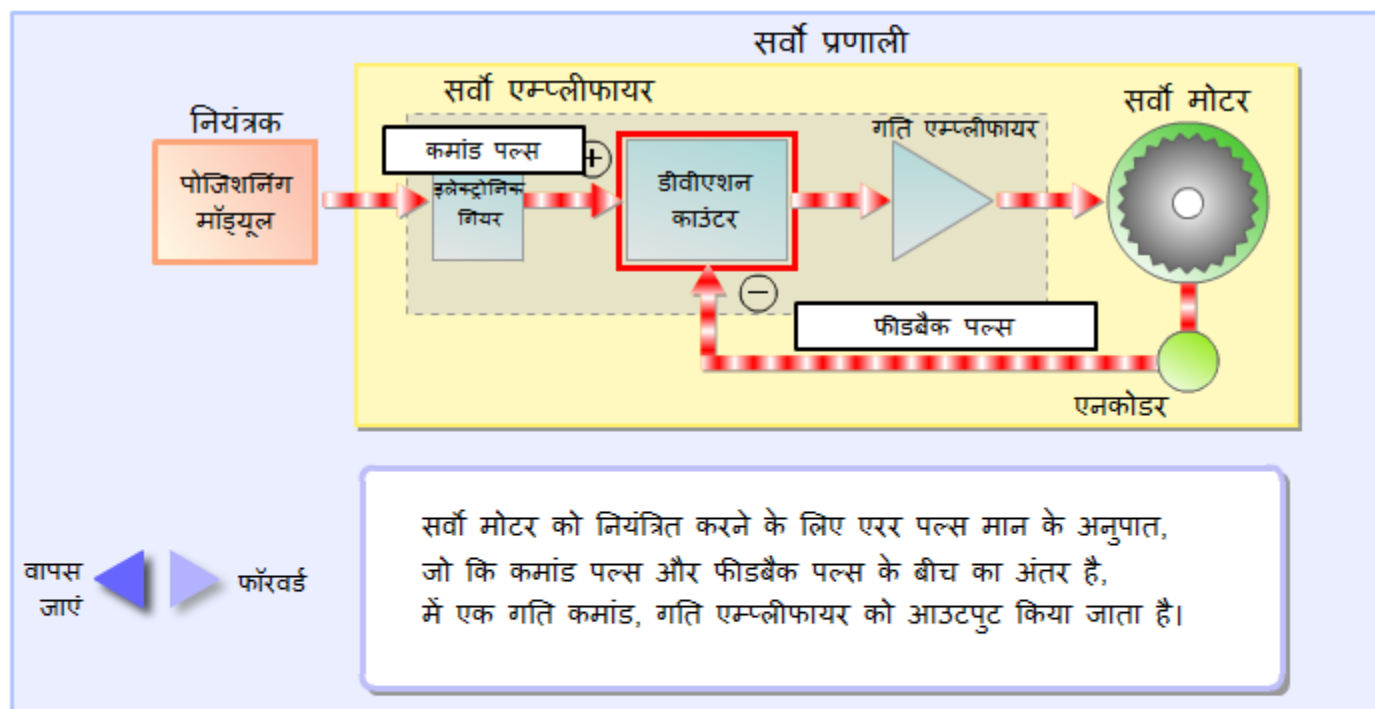 सर्वो प्रणाली
सर्वो एम्प्लीफायर
सर्वो मोटर
नियंत्रक
गति एम्प्लीफायर
कमांड पल्स
+
पोजिशनिंग
मॉड्यूल
इलेक्ट्रोनिक
गियर
डीवीएशन
काउंटर
−
फीडबैक पल्स
एनकोडर
सर्वो मोटर को नियंत्रित करने के लिए एरर पल्स मान के अनुपात,
जो कि कमांड पल्स और फीडबैक पल्स के बीच का अंतर है,
में एक गति कमांड, गति एम्प्लीफायर को आउटपुट किया जाता है।
वापस
जाएं
फॉरवर्ड